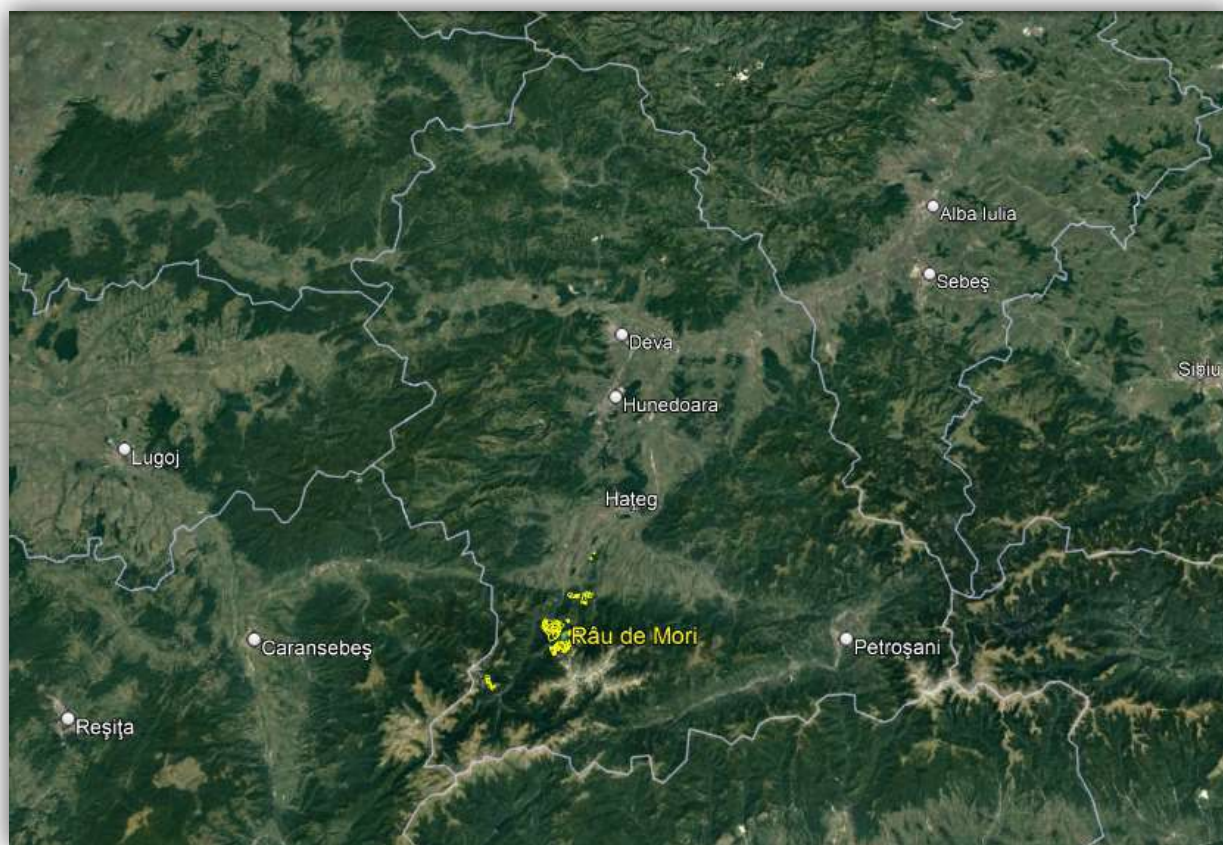 Alba Iulia
Sebeş
Deva
Sibiu
Hunedoara
Lugoj
Haţeg
Râu de Mori
Caransebeş
Petroşani
Reşiţa